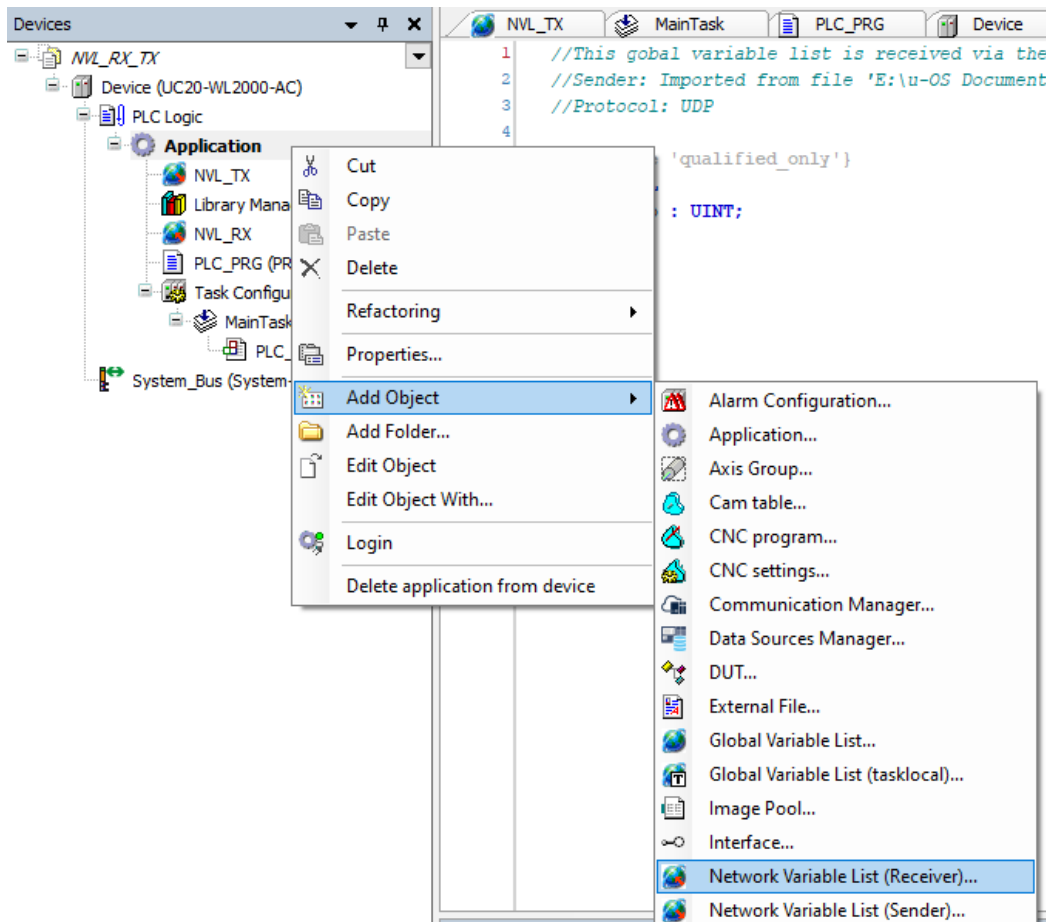 Devices
NVL_RX_TX
Device (UC20-WL2000-AC)
PLC Logic
Application
NVL_TX
Library Mana
NVL_RX
PLC_PRG (PR
Task Configu
MainTask
PLC_
System_Bus (System-
NVL_TX MainTask PLC_PRG Device
1 //This gobal variable list is received via the
2 //Sender: Imported from file 'E:\u-OS Document
3 //Protocol: UDP
4
'qualified_only'}
: UINT;
Cut
Copy
Paste
Delete
Refactoring
Properties...
Add Object
Add Folder...
Edit Object
Edit Object With...
Login
Delete application from device
Alarm Configuration...
Application...
Axis Group...
Cam table...
CNC program...
CNC settings...
Communication Manager...
Data Sources Manager...
DUT...
External File...
Global Variable List...
Global Variable List (tasklocal)...
Image Pool...
Interface...
Network Variable List (Receiver)...
Network Variable List (Sender)...